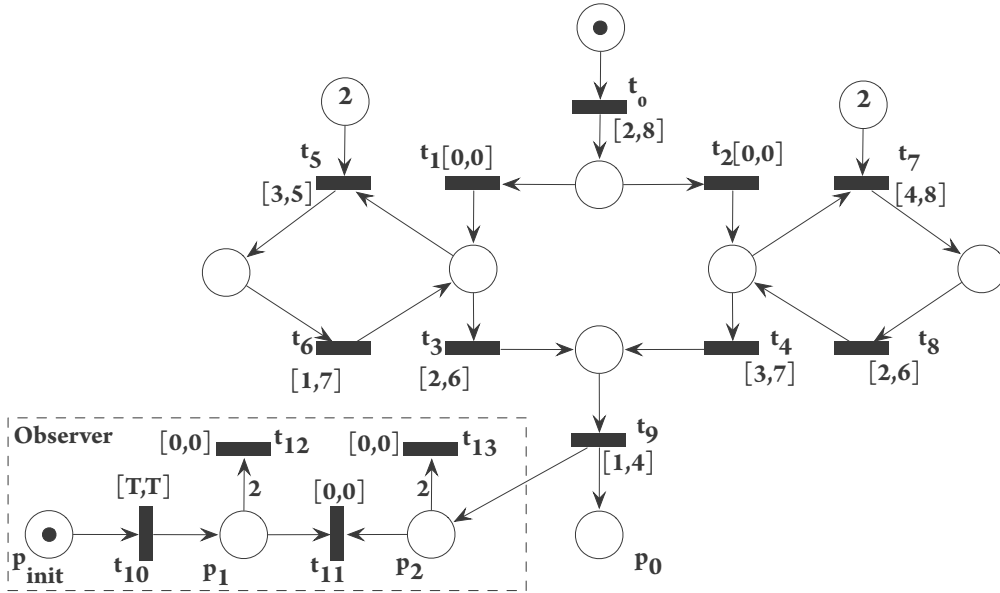 t₀
[2,8]
2
2
t₅
[3,5]
t₁[0,0]
t₂[0,0]
t₇
[4,8]
t₆
[1,7]
t₃
[2,6]
t₄
[3,7]
t₈
[2,6]
t₉
[1,4]
Observer
[0,0]
t₁₂
[0,0]
t₁₃
[T,T]
2
[0,0]
2
p_init
t₁₀
p₁
t₁₁
p₂
p₀